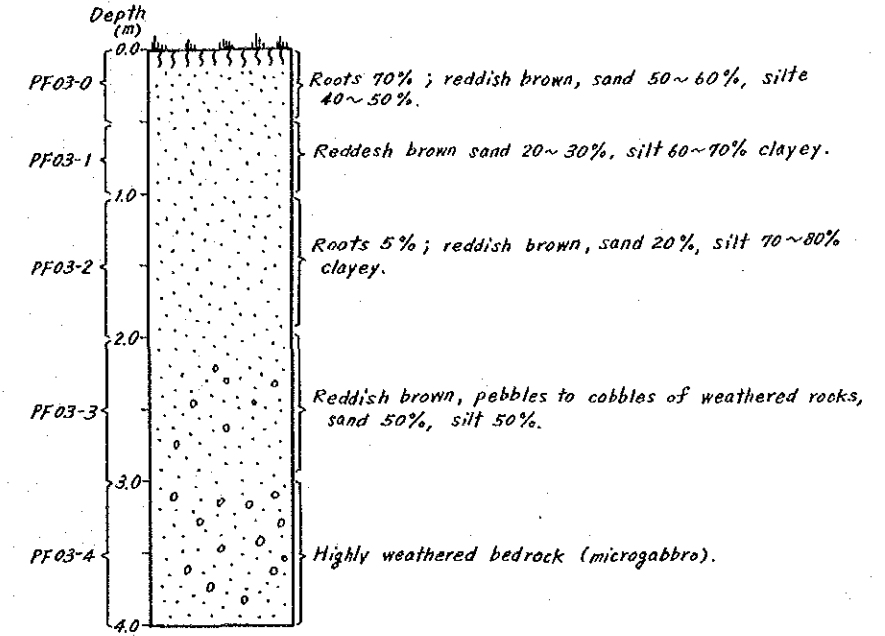 Depth
(m)
0.0
PF03-0
Roots 70% ; reddish brown, sand 50~60%, silte
40~50%.
PF03-1
Reddesh brown sand 20~30%, silt 60~70% clayey.
1.0
PF03-2
Roots 5% ; reddish brown, sand 20%, silt 70~80%
clayey.
2.0
PF03-3
Reddish brown, pebbles to cobbles of weathered rocks,
sand 50%, silt 50%.
3.0
PF03-4
Highly weathered bedrock (microgabbro).
4.0